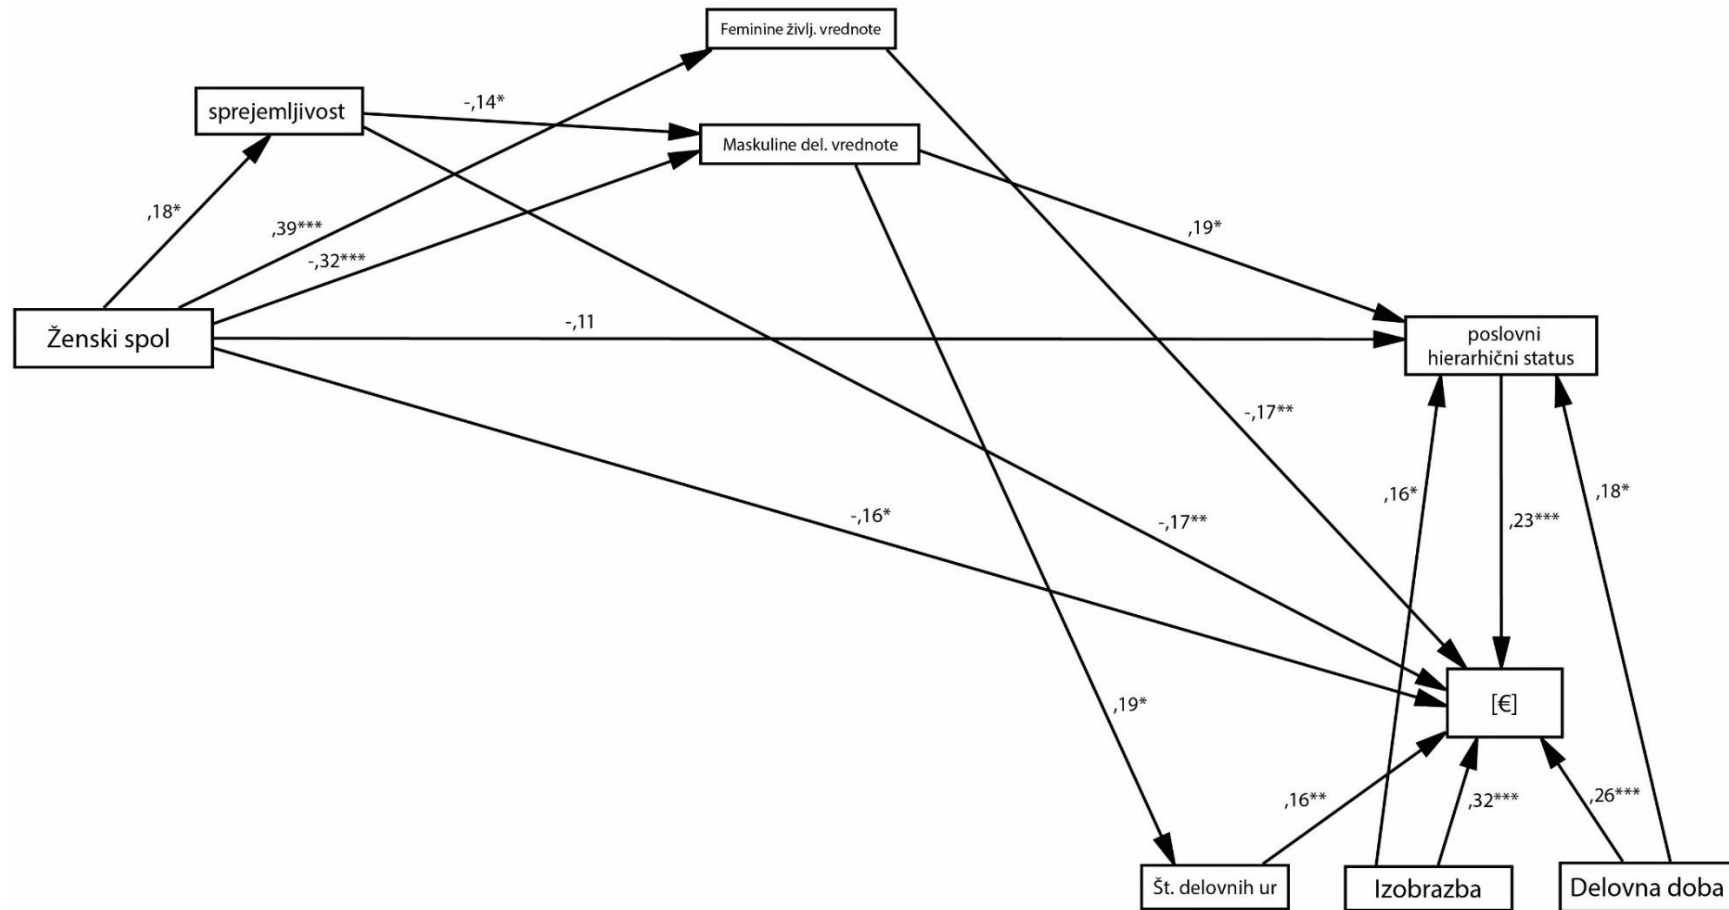 Feminine življ. vrednote
sprejemljivost
-,14*
Maskuline del. vrednote
,18*
,39***
-,32***
,19*
Ženski spol
-,11
poslovni
hierarhični status
-,17**
,16*
,18*
-,16*
-,17**
,23***
[€]
,19*
,16**
,32***
,26***
Št. delovnih ur
Izobrazba
Delovna doba